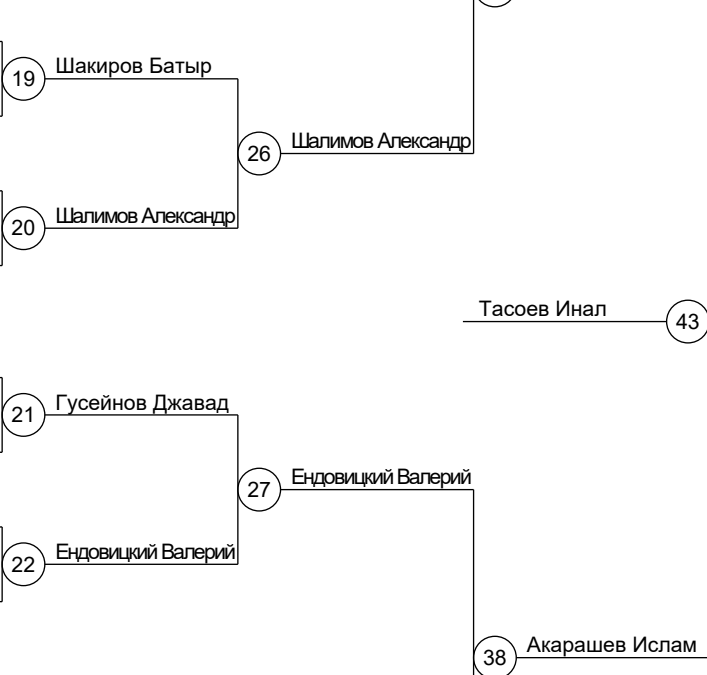 19 Шакиров Батыр
26 Шалимов Александр
20 Шалимов Александр
Тасоев Инал 43
21 Гусейнов Джавад
27 Ендовицкий Валерий
22 Ендовицкий Валерий
38 Акарашев Ислам